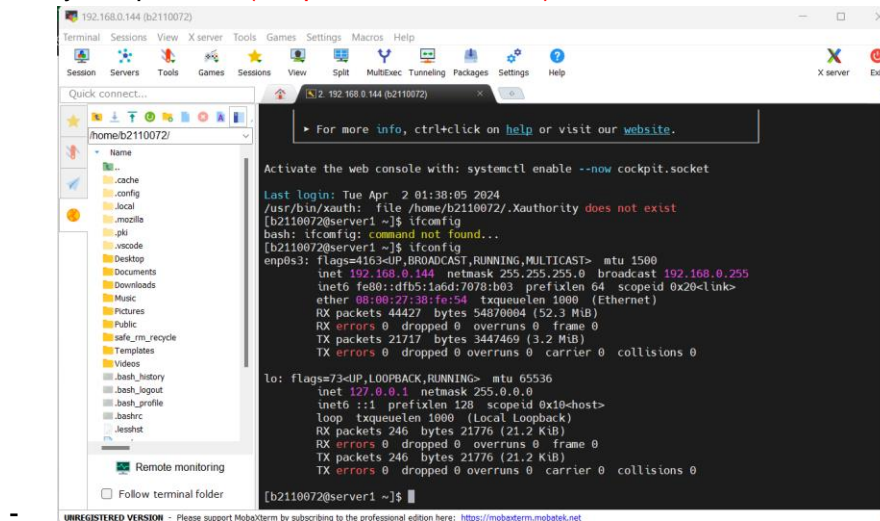 192.168.0.144 (b2110072)
Terminal Sessions View X server Tools Games Settings Macros Help
Session Servers Tools Games Sessions View Split MultiExec Tunneling Packages Settings Help X server
Quick connect...
2. 192.168.0.144 (b2110072)
/home/b2110072/
Name
..
.cache
.config
.local
.mozilla
.pki
.vscode
Desktop
Documents
Downloads
Music
Pictures
Public
safe_rm_recycle
Templates
Videos
.bash_history
.bash_logout
.bash_profile
.bashrc
.lesshst
Remote monitoring
Follow terminal folder
➤ For more info, ctrl+click on help or visit our website.
Activate the web console with: systemctl enable --now cockpit.socket
Last login: Tue Apr 2 01:38:05 2024
/usr/bin/xauth: file /home/b2110072/.Xauthority does not exist
[b2110072@server1 ~]$ ifcomfig
bash: ifcomfig: command not found...
[b2110072@server1 ~]$ ifconfig
enp0s3: flags=4163<UP,BROADCAST,RUNNING,MULTICAST> mtu 1500
inet 192.168.0.144 netmask 255.255.255.0 broadcast 192.168.0.255
inet6 fe80::dfb5:1a6d:7078:b03 prefixlen 64 scopeid 0x20<link>
ether 08:00:27:38:fe:54 txqueuelen 1000 (Ethernet)
RX packets 44427 bytes 54870004 (52.3 MiB)
RX errors 0 dropped 0 overruns 0 frame 0
TX packets 21717 bytes 3447469 (3.2 MiB)
TX errors 0 dropped 0 overruns 0 carrier 0 collisions 0
lo: flags=73<UP,LOOPBACK,RUNNING> mtu 65536
inet 127.0.0.1 netmask 255.0.0.0
inet6 ::1 prefixlen 128 scopeid 0x10<host>
loop txqueuelen 1000 (Local Loopback)
RX packets 246 bytes 21776 (21.2 KiB)
RX errors 0 dropped 0 overruns 0 frame 0
TX packets 246 bytes 21776 (21.2 KiB)
TX errors 0 dropped 0 overruns 0 carrier 0 collisions 0
[b2110072@server1 ~]$
-
UNREGISTERED VERSION - Please support MobaXterm by subscribing to the professional edition here: https://mobaxterm.mobatek.net